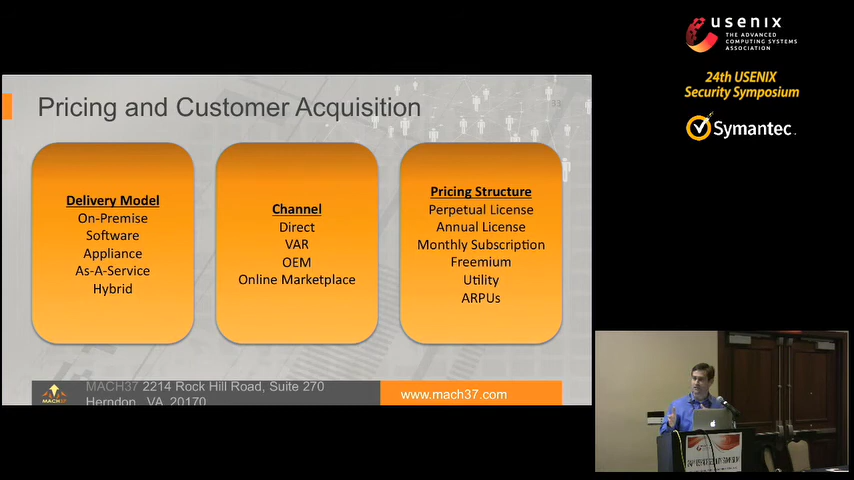 usenix
THE ADVANCED
COMPUTING SYSTEMS
ASSOCIATION
24th USENIX
Security Symposium
Symantec.
Pricing and Customer Acquisition
33
Delivery Model
On-Premise
Software
Appliance
As-A-Service
Hybrid
Channel
Direct
VAR
OEM
Online Marketplace
Pricing Structure
Perpetual License
Annual License
Monthly Subscription
Freemium
Utility
ARPUs
MACH37
MACH37 2214 Rock Hill Road, Suite 270
Herndon, VA 20170
www.mach37.com